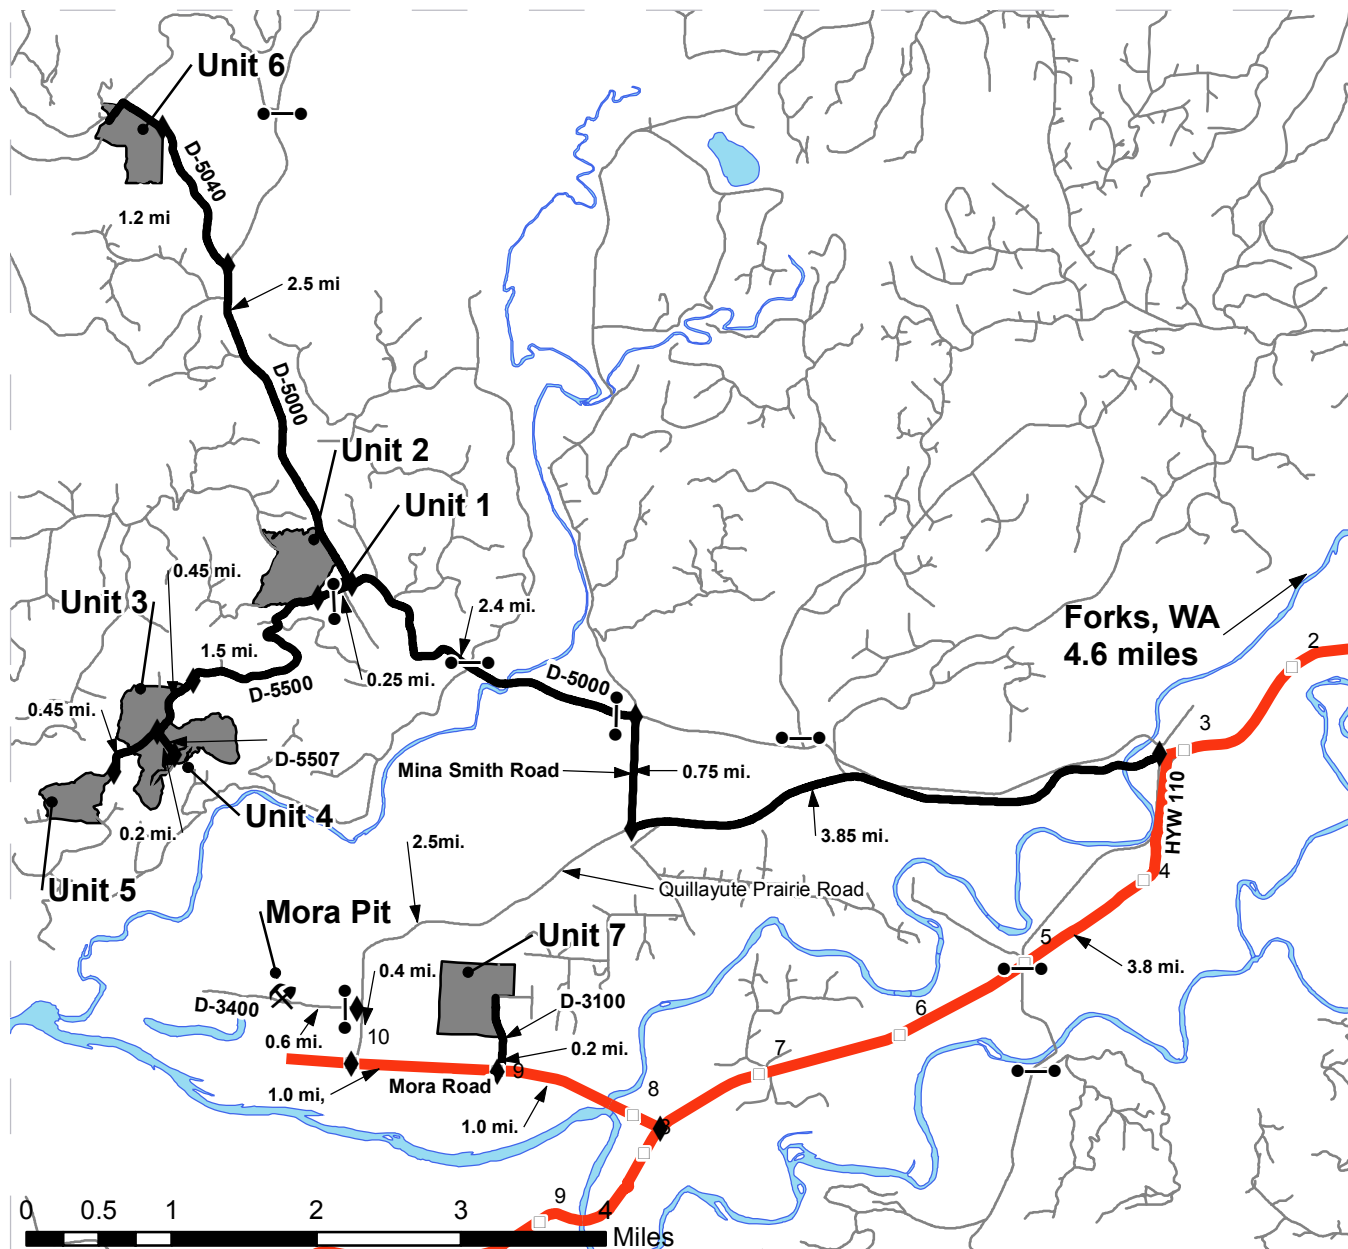 Unit 6
D-5040
1.2 mi
2.5 mi
D-5000
Unit 2
Unit 1
0.45 mi.
Unit 3
2.4 mi.
Forks, WA
4.6 miles
2
1.5 mi.
0.25 mi.
D-5500
D-5000
0.45 mi.
3
D-5507
Mina Smith Road
0.75 mi.
HYW 110
Unit 4
0.2 mi.
3.85 mi.
2.5mi.
4
Unit 5
Quillayute Prairie Road
Mora Pit
Unit 7
5
0.4 mi.
3.8 mi.
D-3400
D-3100
6
0.6 mi.
10
0.2 mi.
7
9
Mora Road
1.0 mi,
8
1.0 mi.
8
9
0 0.5 1 2 3 4
Miles